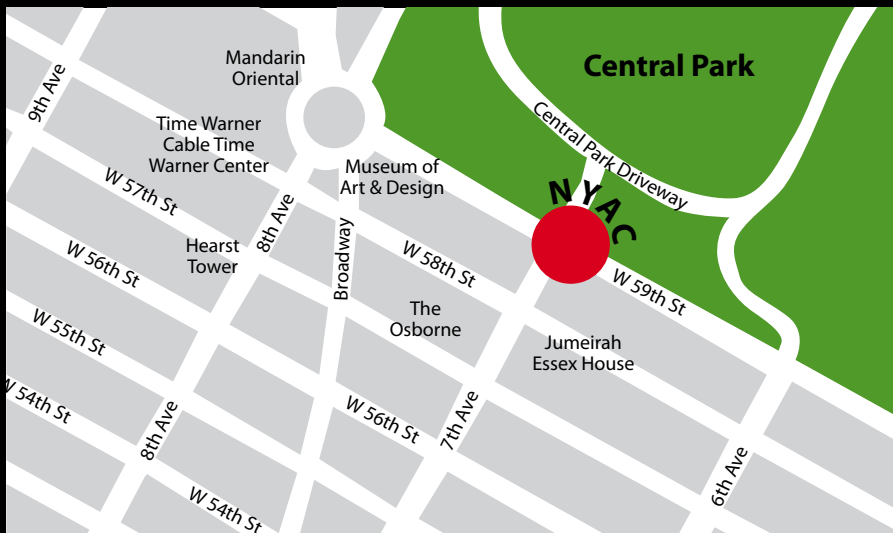 Mandarin
Oriental
Central Park
9th Ave
Time Warner
Cable Time
Warner Center
Central Park Driveway
Museum of
Art & Design
W 57th St
NYAC
8th Ave
Hearst
Tower
Broadway
W 58th St
W 56th St
W 59th St
The
Osborne
W 55th St
Jumeirah
Essex House
W 54th St
W 56th St
7th Ave
8th Ave
6th Ave
W 54th St